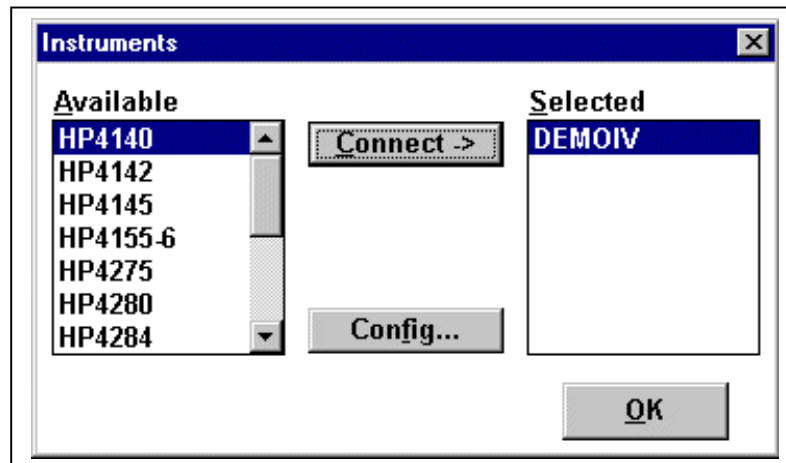 Instruments
Available
HP4140
HP4142
HP4145
HP4155-6
HP4275
HP4280
HP4284
Connect ->
Config...
Selected
DEMOIV
OK